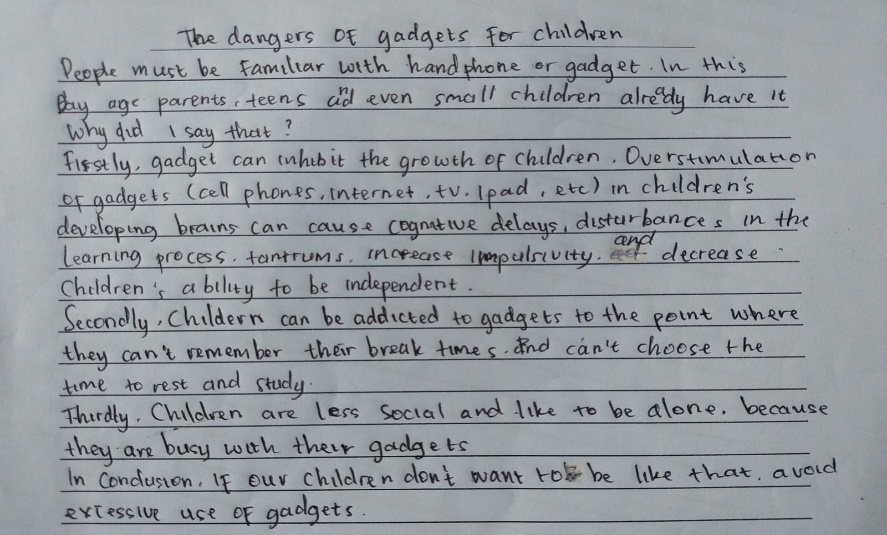 The dangers OF gadgets For children
People must be Familiar with handphone or gadget. In this
Day age parents, teens and even small children already have it
Why did I say that ?
Firstly, gadget can inhibit the growth of children. Overstimulation
of gadgets (cell phones, internet, tv. Ipad, etc) in children's
developing brains can cause cognative delays, disturbances in the
learning process. tantrums. increase impulsivity. and decrease
Children's ability to be independent.
Secondly, Childern can be addicted to gadgets to the point where
they can't remember their break times. And can't choose the
time to rest and study.
Thirdly. Children are less social and like to be alone. because
they are busy with their gadgets
In Conclusion, IF our children don't want to be like that. avoid
excessive use of gadgets.